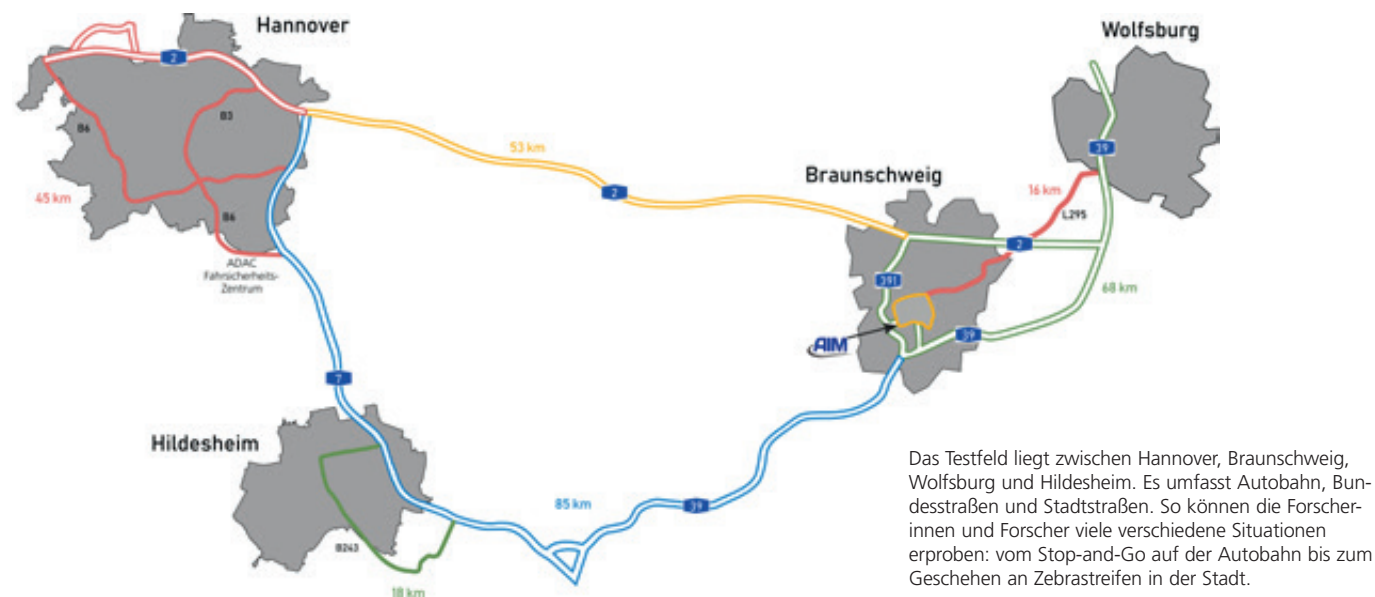 Hannover
Wolfsburg
2
B3
B6
53 km
39
Braunschweig
45 km
2
16 km
L295
B6
2
ADAC
Fahrsicherheits-
Zentrum
391
68 km
39
AIM
7
Hildesheim
85 km
39
B243
18 km
Das Testfeld liegt zwischen Hannover, Braunschweig,
Wolfsburg und Hildesheim. Es umfasst Autobahn, Bun-
desstraßen und Stadtstraßen. So können die Forscher-
innen und Forscher viele verschiedene Situationen
erproben: vom Stop-and-Go auf der Autobahn bis zum
Geschehen an Zebrastreifen in der Stadt.